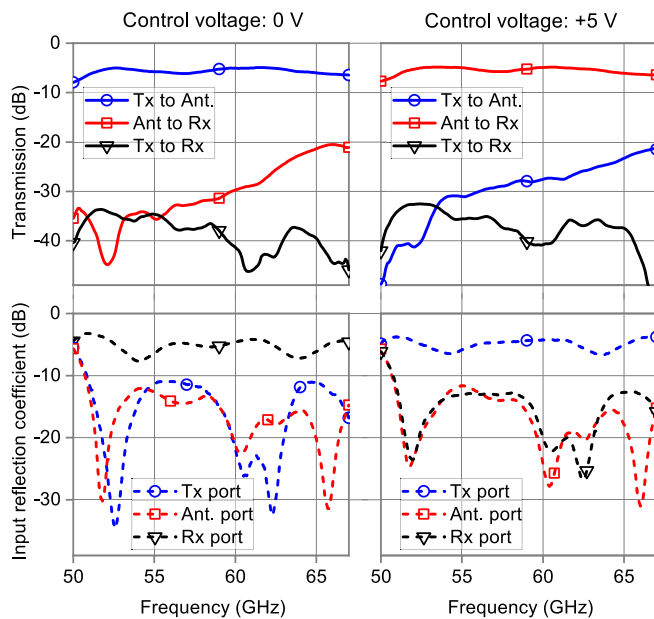 Control voltage: 0 V
Control voltage: +5 V
Transmission (dB)
0
-10
-20
-30
-40
Tx to Ant.
Ant to Rx
Tx to Rx
Tx to Ant.
Ant to Rx
Tx to Rx
Input reflection coefficient (dB)
0
-10
-20
-30
Tx port
Ant. port
Rx port
Tx port
Ant. port
Rx port
50 55 60 65
50 55 60 65
Frequency (GHz)
Frequency (GHz)